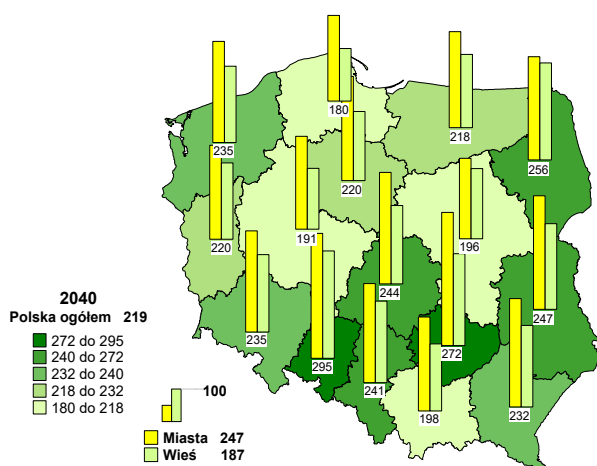 180
218
235
256
220
220
191
196
244
247
235
272
295
241
198
232
2040
Polska ogółem 219
272 do 295
240 do 272
232 do 240
218 do 232
180 do 218
100
Miasta 247
Wieś 187